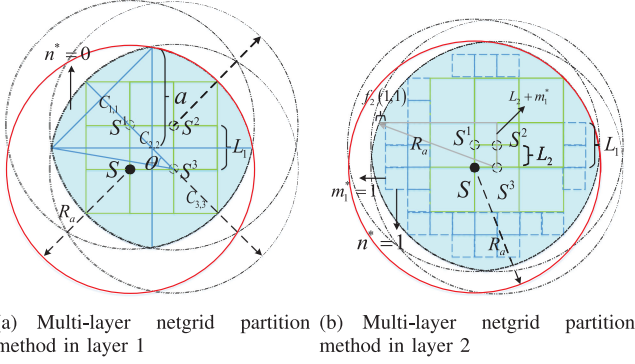 n* ≠ 0
a
C1,1
S¹
S²
C2,2
L₁
O
S³
S
C3,3
Rₐ
f₂(1,1)
L₂ + m₁*
Rₐ
S¹
S²
L₁
L₂
S
S³
m₁* = 1
n* = 1
Rₐ
(a) Multi-layer netgrid partition
method in layer 1
(b) Multi-layer netgrid partition
method in layer 2